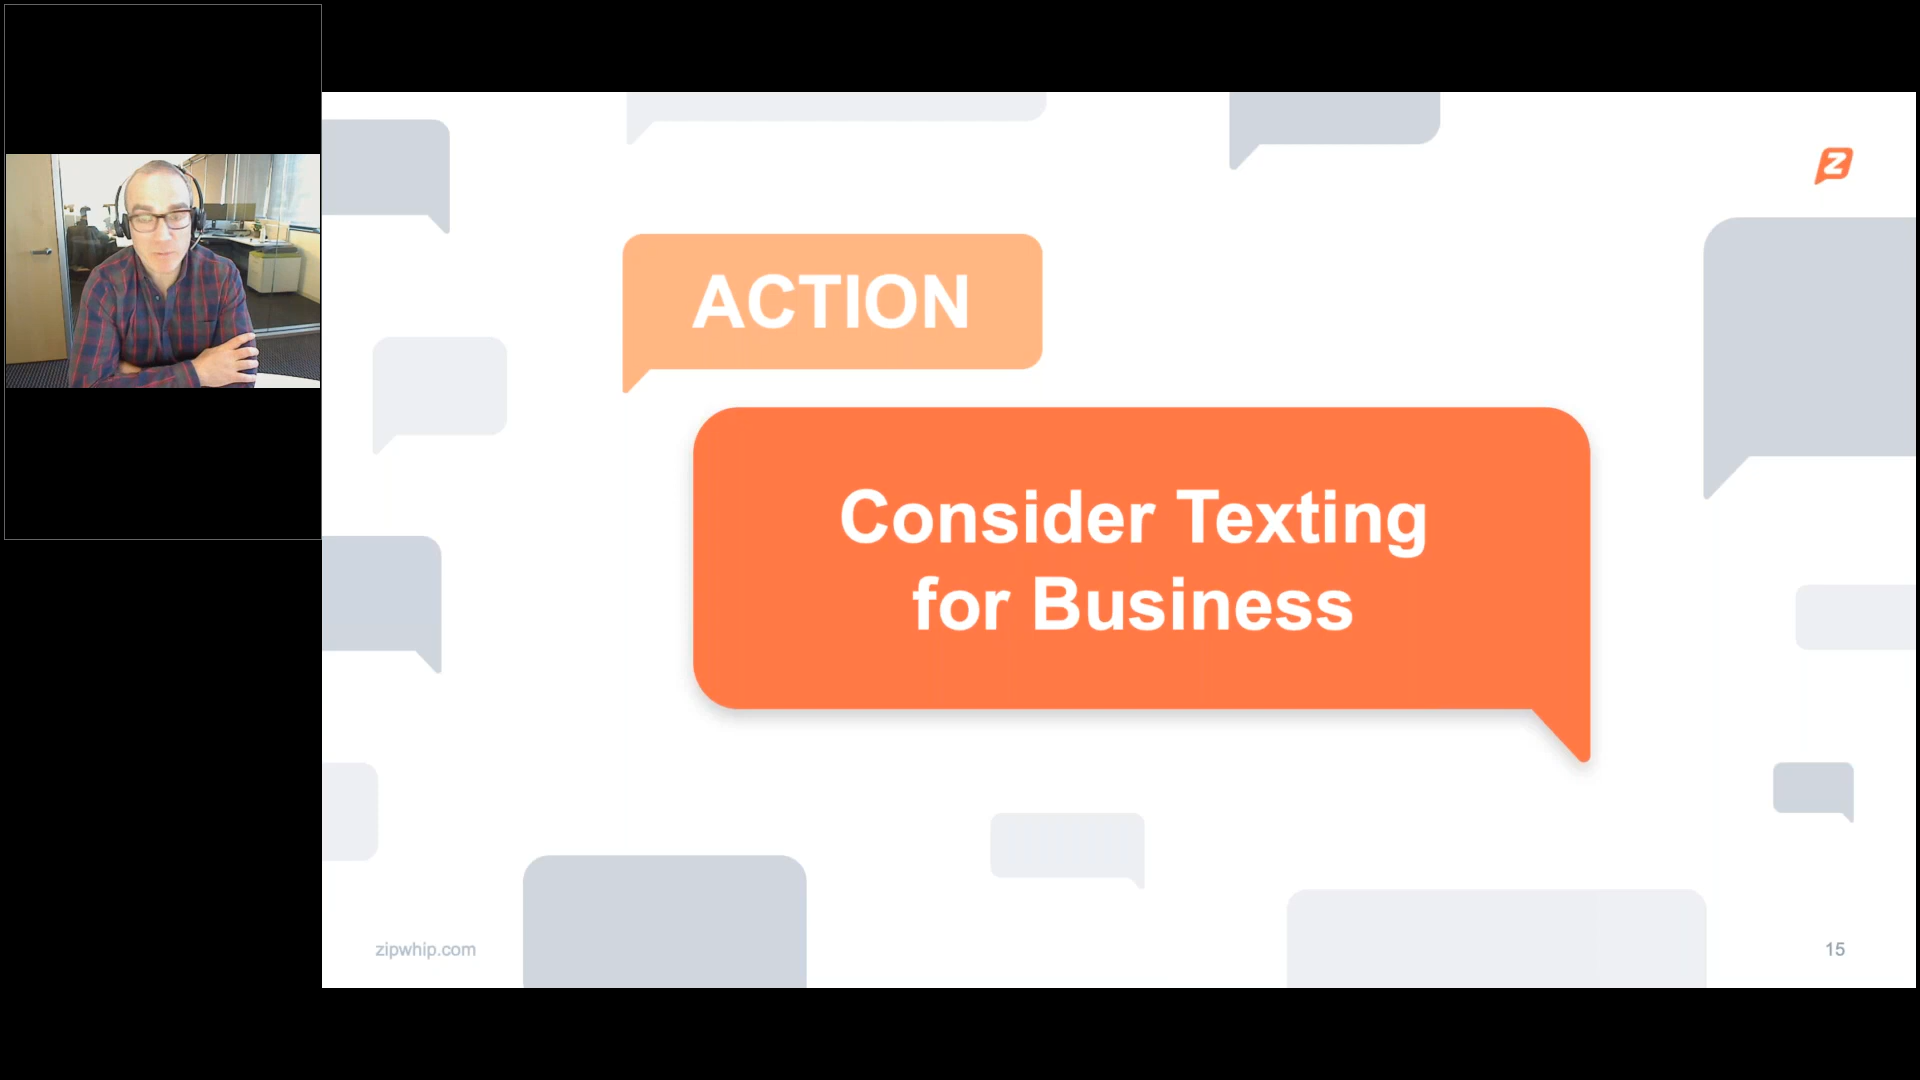 Z
ACTION
Consider Texting
for Business
zipwhip.com
15